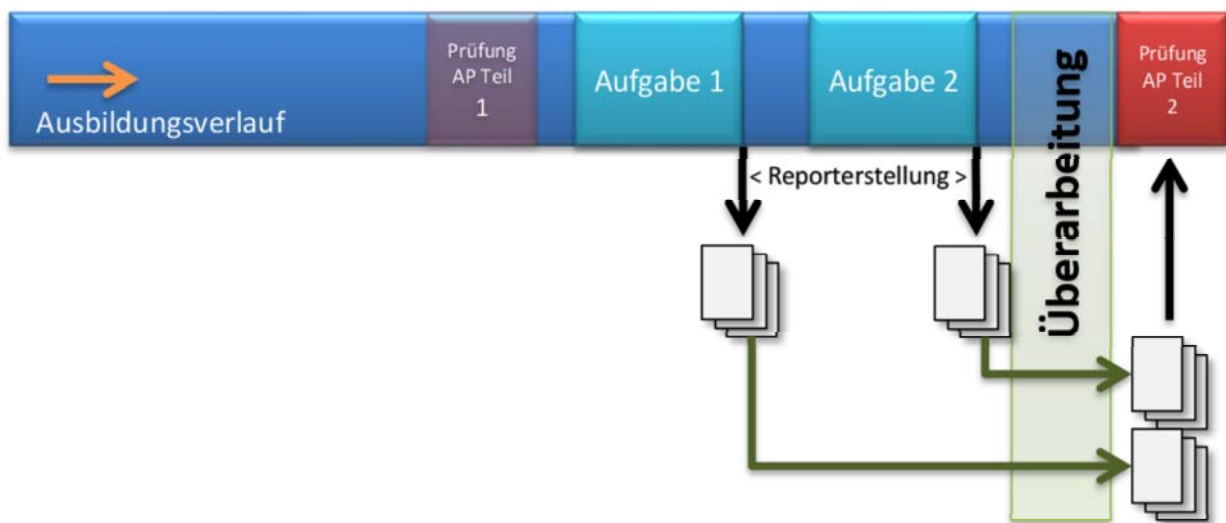 Ausbildungsverlauf
Prüfung
AP Teil
1
Aufgabe 1
Aufgabe 2
Überarbeitung
Prüfung
AP Teil
2
< Reporterstellung >